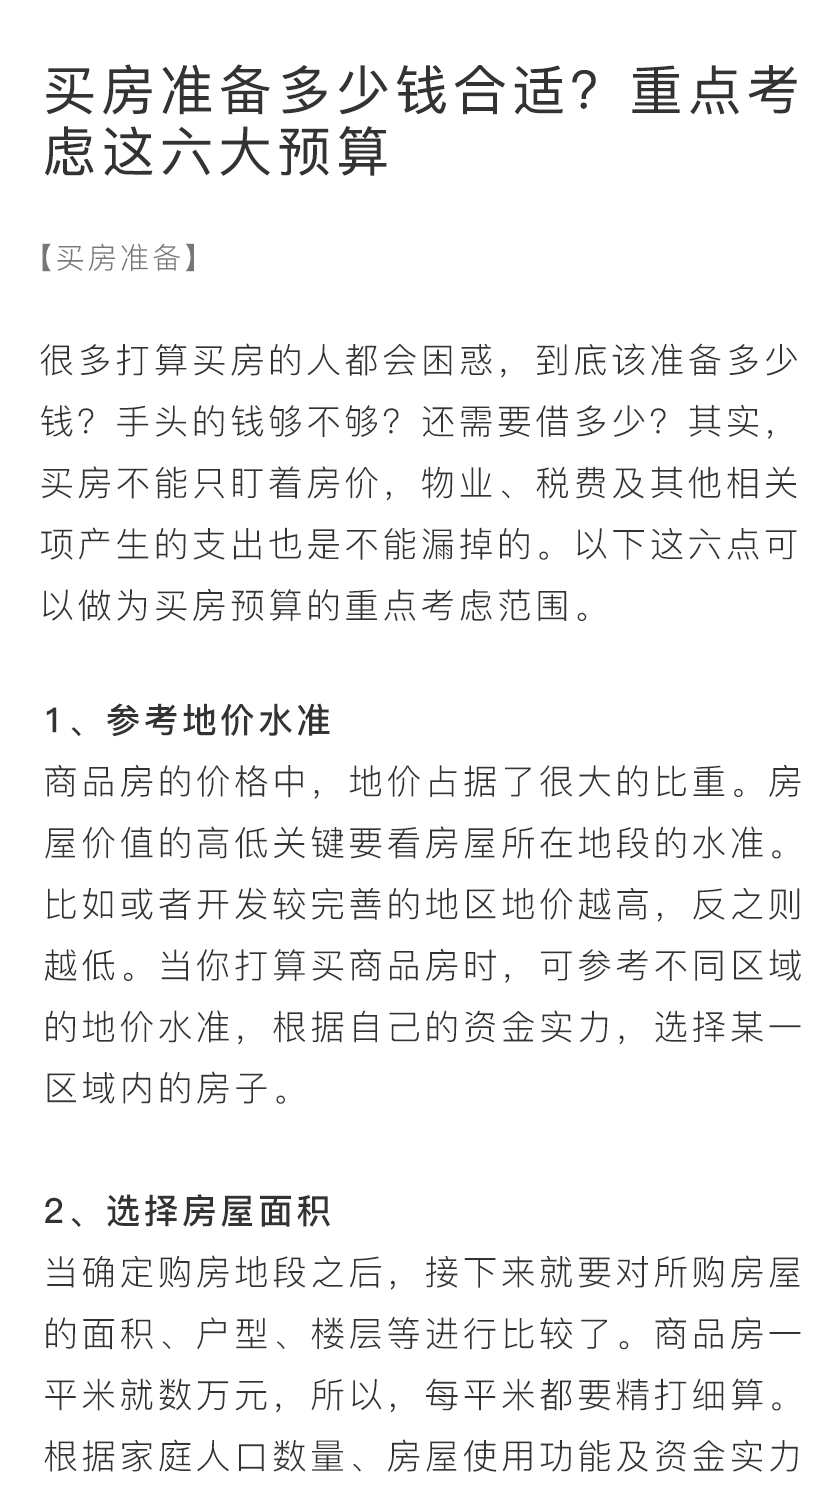 买房准备多少钱合适？重点考
虑这六大预算
【买房准备】
很多打算买房的人都会困惑，到底该准备多少
钱？手头的钱够不够？还需要借多少？其实，
买房不能只盯着房价，物业、税费及其他相关
项产生的支出也是不能漏掉的。以下这六点可
以做为买房预算的重点考虑范围。
1、参考地价水准
商品房的价格中，地价占据了很大的比重。房
屋价值的高低关键要看房屋所在地段的水准。
比如或者开发较完善的地区地价越高，反之则
越低。当你打算买商品房时，可参考不同区域
的地价水准，根据自己的资金实力，选择某一
区域内的房子。
2、选择房屋面积
当确定购房地段之后，接下来就要对所购房屋
的面积、户型、楼层等进行比较了。商品房一
平米就数万元，所以，每平米都要精打细算。
根据家庭人口数量、房屋使用功能及资金实力